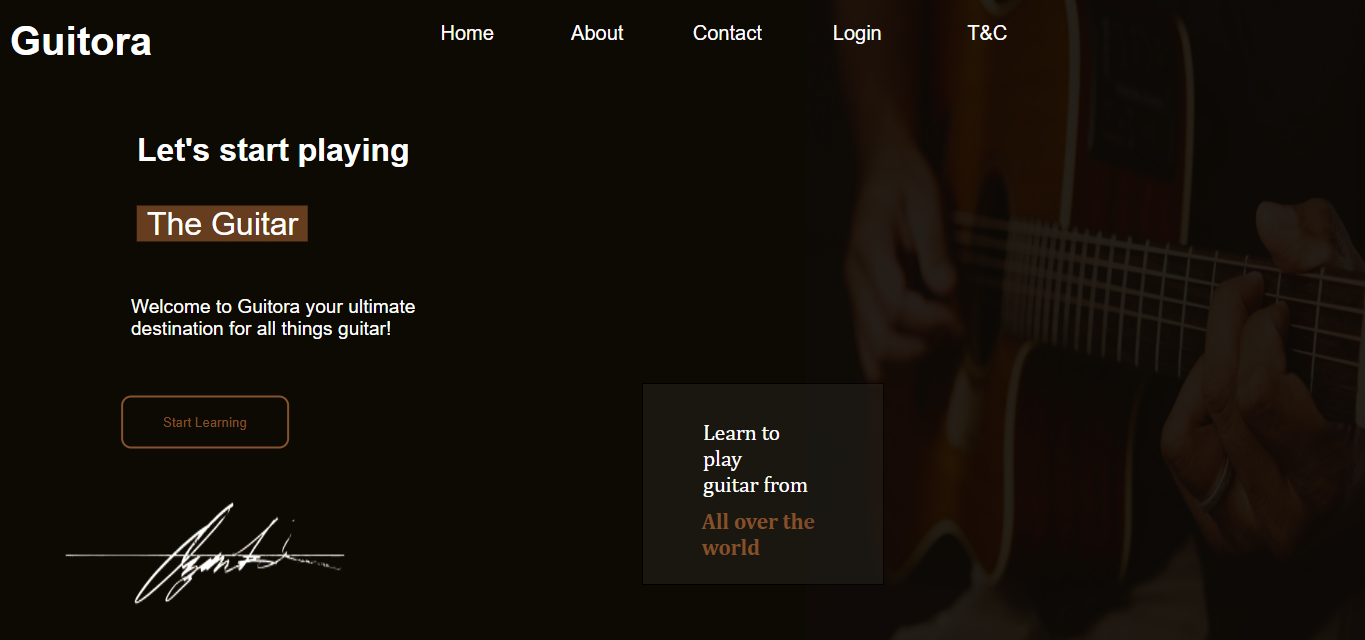 Guitora
Home About Contact Login T&C
Let's start playing
The Guitar
Welcome to Guitora your ultimate
destination for all things guitar!
Start Learning
Learn to
play
guitar from
All over the
world